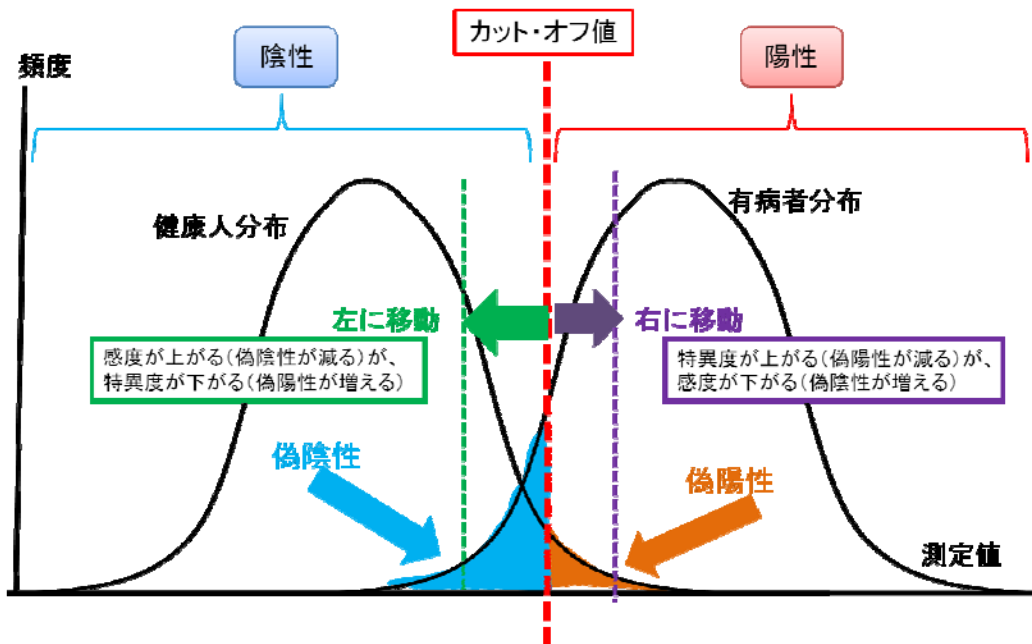 カット・オフ値
陰性
陽性
頻度
健康人分布
有病者分布
左に移動
右に移動
感度が上がる(偽陰性が減る)が、
特異度が下がる(偽陽性が増える)
特異度が上がる(偽陽性が減る)が、
感度が下がる(偽陰性が増える)
偽陰性
偽陽性
測定値